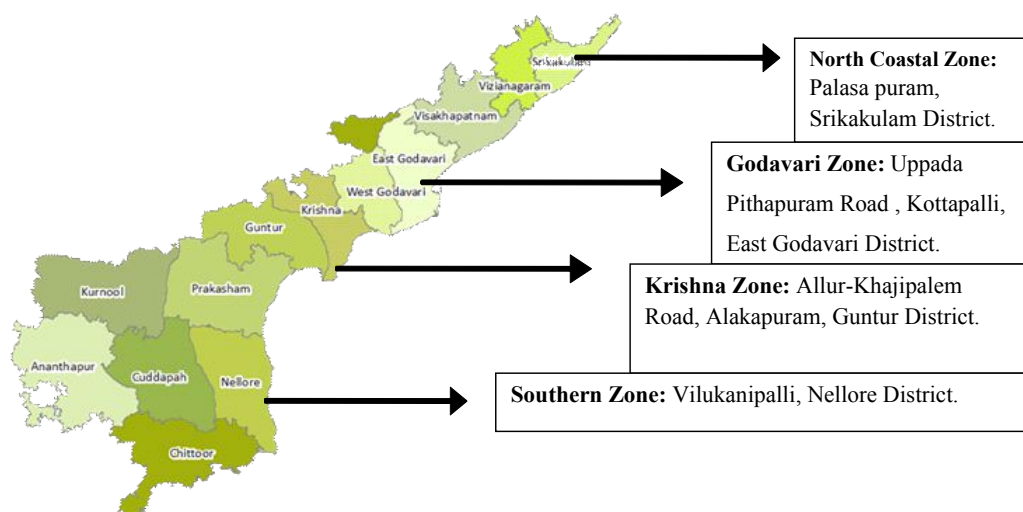 Srikakulam
Vizianagaram
Visakhapatnam
East Godavari
West Godavari
Krishna
Guntur
Prakasham
Kurnool
Ananthapur
Cuddapah
Nellore
Chittoor
North Coastal Zone:
Palasa puram,
Srikakulam District.
Godavari Zone: Uppada
Pithapuram Road , Kottapalli,
East Godavari District.
Krishna Zone: Allur-Khajipalem
Road, Alakapuram, Guntur District.
Southern Zone: Vilukanipalli, Nellore District.